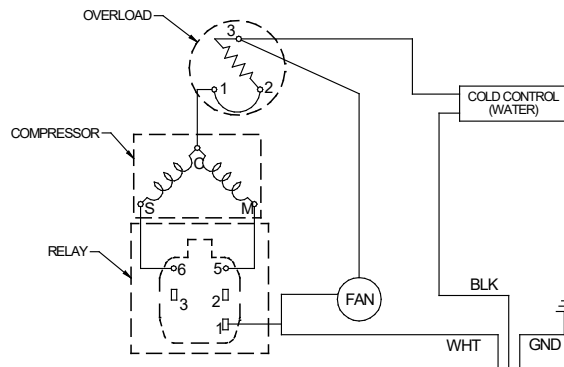 OVERLOAD
3
1
2
COLD CONTROL
(WATER)
COMPRESSOR
C
S
M
RELAY
6
5
3
2
1
FAN
BLK
WHT
GND